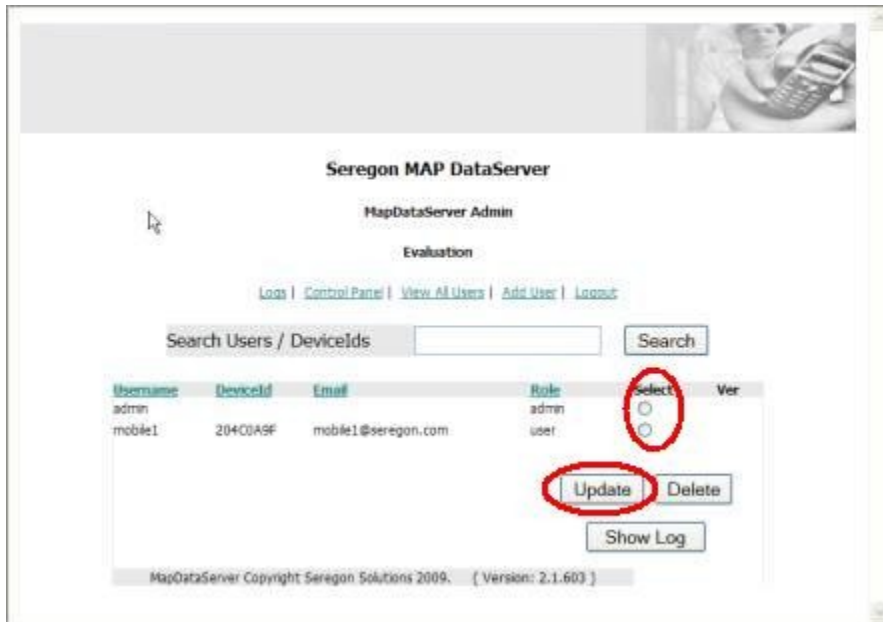 Seregon MAP DataServer
MapDataServer Admin
Evaluation
Logs | Control Panel | View All Users | Add User | Logout
Search Users / DeviceIds Search
Username DeviceId Email Role Select Ver
admin admin
mobile1 204C0A9F mobile1@seregon.com user
Update Delete
Show Log
MapDataServer Copyright Seregon Solutions 2009. { Version: 2.1.603 }